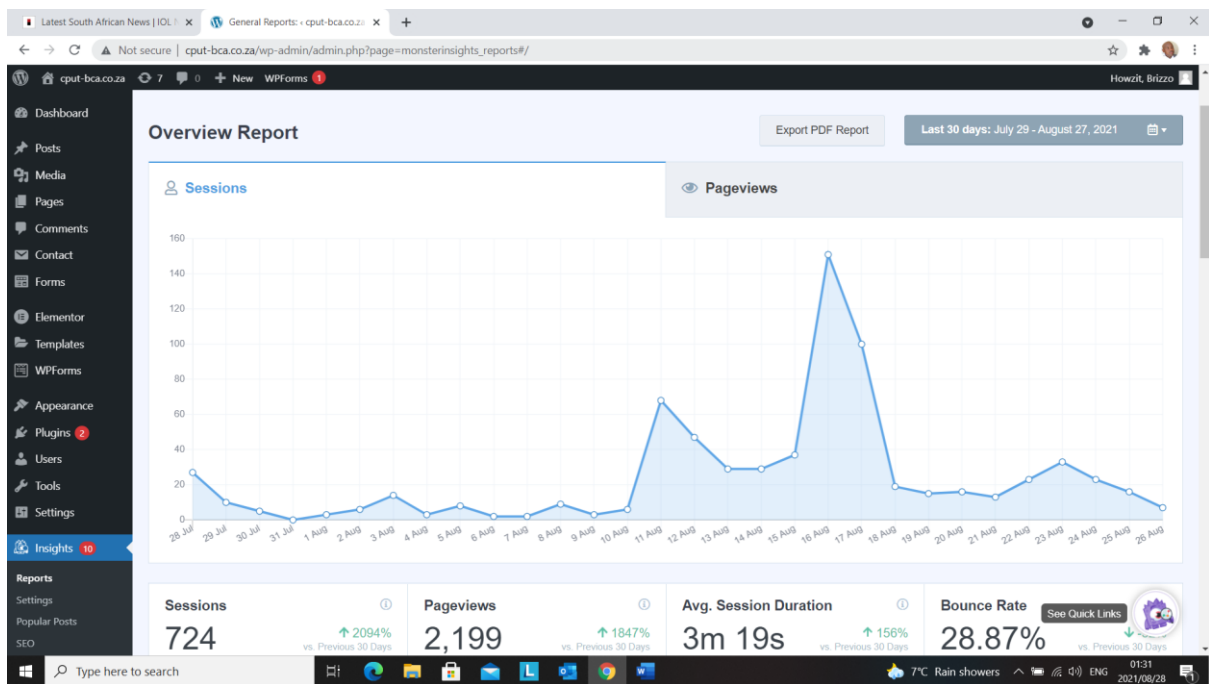 Latest South African News | IOL N
General Reports: ‹ cput-bca.co.za
Not secure | cput-bca.co.za/wp-admin/admin.php?page=monsterinsights_reports#/
cput-bca.co.za 7 0 + New WPForms 1
Howzit, Brizzo
Dashboard
Posts
Media
Pages
Comments
Contact
Forms
Elementor
Templates
WPForms
Appearance
Plugins 2
Users
Tools
Settings
Insights 10
Reports
Settings
Popular Posts
SEO
Overview Report
Export PDF Report
Last 30 days: July 29 - August 27, 2021
Sessions
Pageviews
160
140
120
100
80
60
40
20
0
28 Jul 29 Jul 30 Jul 31 Jul 1 Aug 2 Aug 3 Aug 4 Aug 5 Aug 6 Aug 7 Aug 8 Aug 9 Aug 10 Aug 11 Aug 12 Aug 13 Aug 14 Aug 15 Aug 16 Aug 17 Aug 18 Aug 19 Aug 20 Aug 21 Aug 22 Aug 23 Aug 24 Aug 25 Aug 26 Aug
Sessions
724
2094%
vs. Previous 30 Days
Pageviews
2,199
1847%
vs. Previous 30 Days
Avg. Session Duration
3m 19s
156%
vs. Previous 30 Days
Bounce Rate
28.87%
vs. Previous 30 Days
See Quick Links
Type here to search
7°C Rain showers
ENG
01:31
2021/08/28